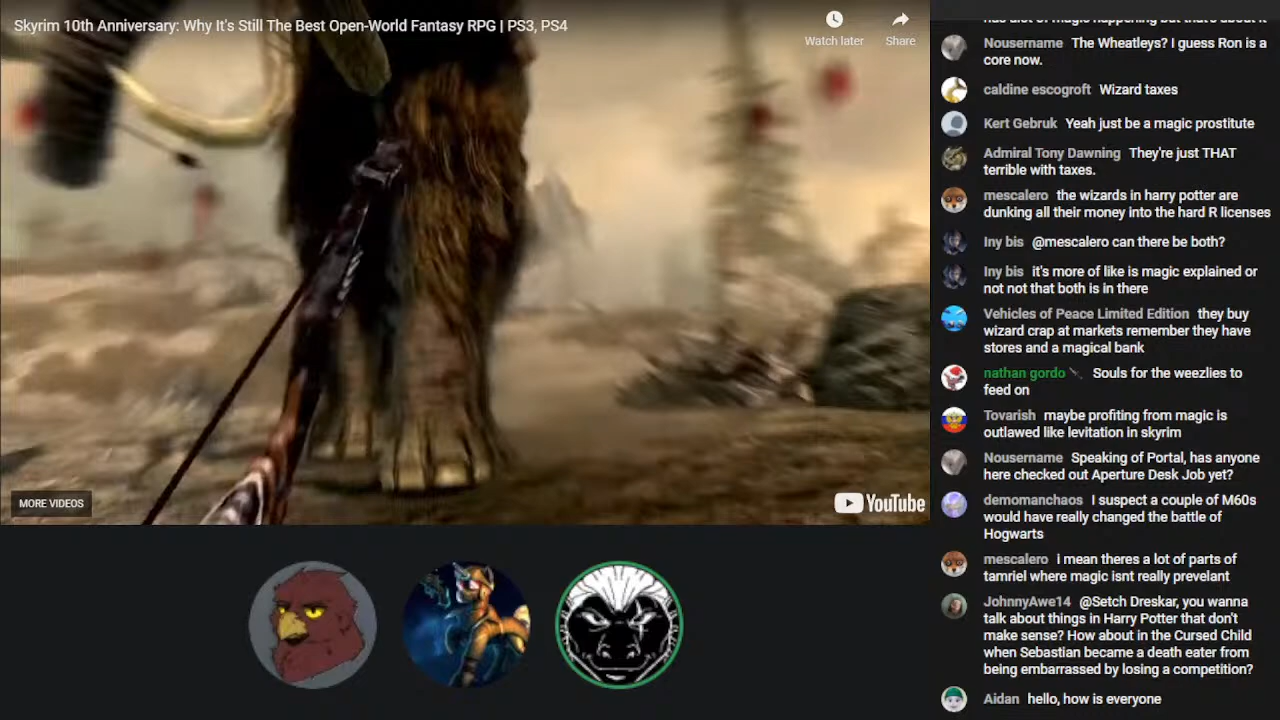 Skyrim 10th Anniversary: Why It's Still The Best Open-World Fantasy RPG | PS3, PS4
Watch later
Share
MORE VIDEOS
YouTube
has alot of magic happening but that's about it
Nousername The Wheatleys? I guess Ron is a
core now.
caldine escogroft Wizard taxes
Kert Gebruk Yeah just be a magic prostitute
Admiral Tony Dawning They're just THAT
terrible with taxes.
mescalero the wizards in harry potter are
dunking all their money into the hard R licenses
Iny bis @mescalero can there be both?
Iny bis it's more of like is magic explained or
not not that both is in there
Vehicles of Peace Limited Edition they buy
wizard crap at markets remember they have
stores and a magical bank
nathan gordo Souls for the weezlies to
feed on
Tovarish maybe profiting from magic is
outlawed like levitation in skyrim
Nousername Speaking of Portal, has anyone
here checked out Aperture Desk Job yet?
demomanchaos I suspect a couple of M60s
would have really changed the battle of
Hogwarts
mescalero i mean theres a lot of parts of
tamriel where magic isnt really prevelant
JohnnyAwe14 @Setch Dreskar, you wanna
talk about things in Harry Potter that don't
make sense? How about in the Cursed Child
when Sebastian became a death eater from
being embarrassed by losing a competition?
Aidan hello, how is everyone